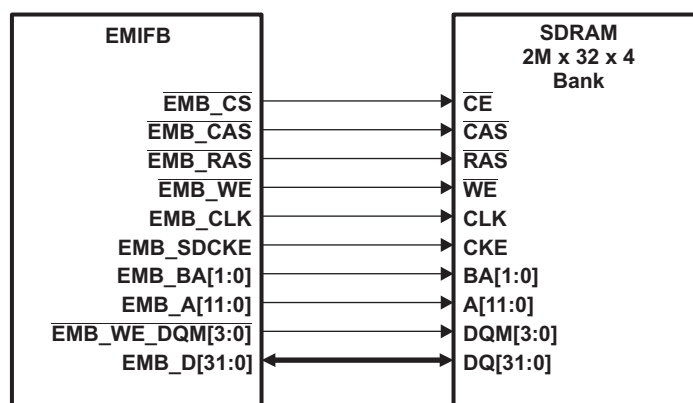 EMIFB
EMB_CS
EMB_CAS
EMB_RAS
EMB_WE
EMB_CLK
EMB_SDCKE
EMB_BA[1:0]
EMB_A[11:0]
EMB_WE_DQM[3:0]
EMB_D[31:0]
SDRAM
2M x 32 x 4
Bank
CE
CAS
RAS
WE
CLK
CKE
BA[1:0]
A[11:0]
DQM[3:0]
DQ[31:0]